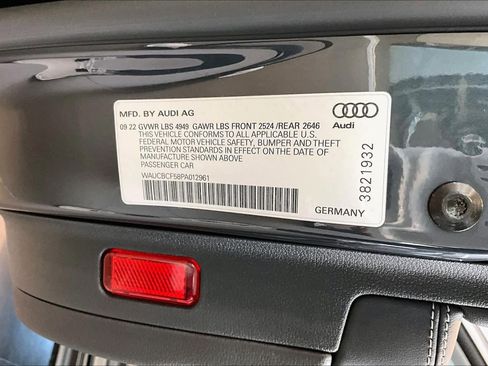 MFD. BY AUDI AG
09.22 GVWR LBS 4949 GAWR LBS FRONT 2524 /REAR 2646
THIS VEHICLE CONFORMS TO ALL APPLICABLE U.S.
FEDERAL MOTOR VEHICLE SAFETY, BUMPER AND THEFT
PREVENTION STANDARDS IN EFFECT ON THE DATE OF
MANUFACTURE SHOWN ABOVE.
PASSENGER CAR
WAUCBCF58PA012961
Audi
3821932
GERMANY